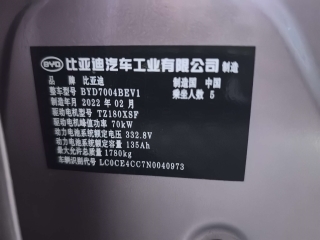 BYD 比亚迪汽车工业有限公司 制造
品 牌 比亚迪 制造国 中国
整车型号 BYD7004BEV1 乘坐人数 5
制造年月 2022 年 02 月
驱动电机型号 TZ180XSF
驱动电机峰值功率 70kW
动力电池系统额定电压 332.8V
动力电池系统额定容量 135Ah
最大允许总质量 1780kg
车辆识别代号 LC0CE4CC7N0040973